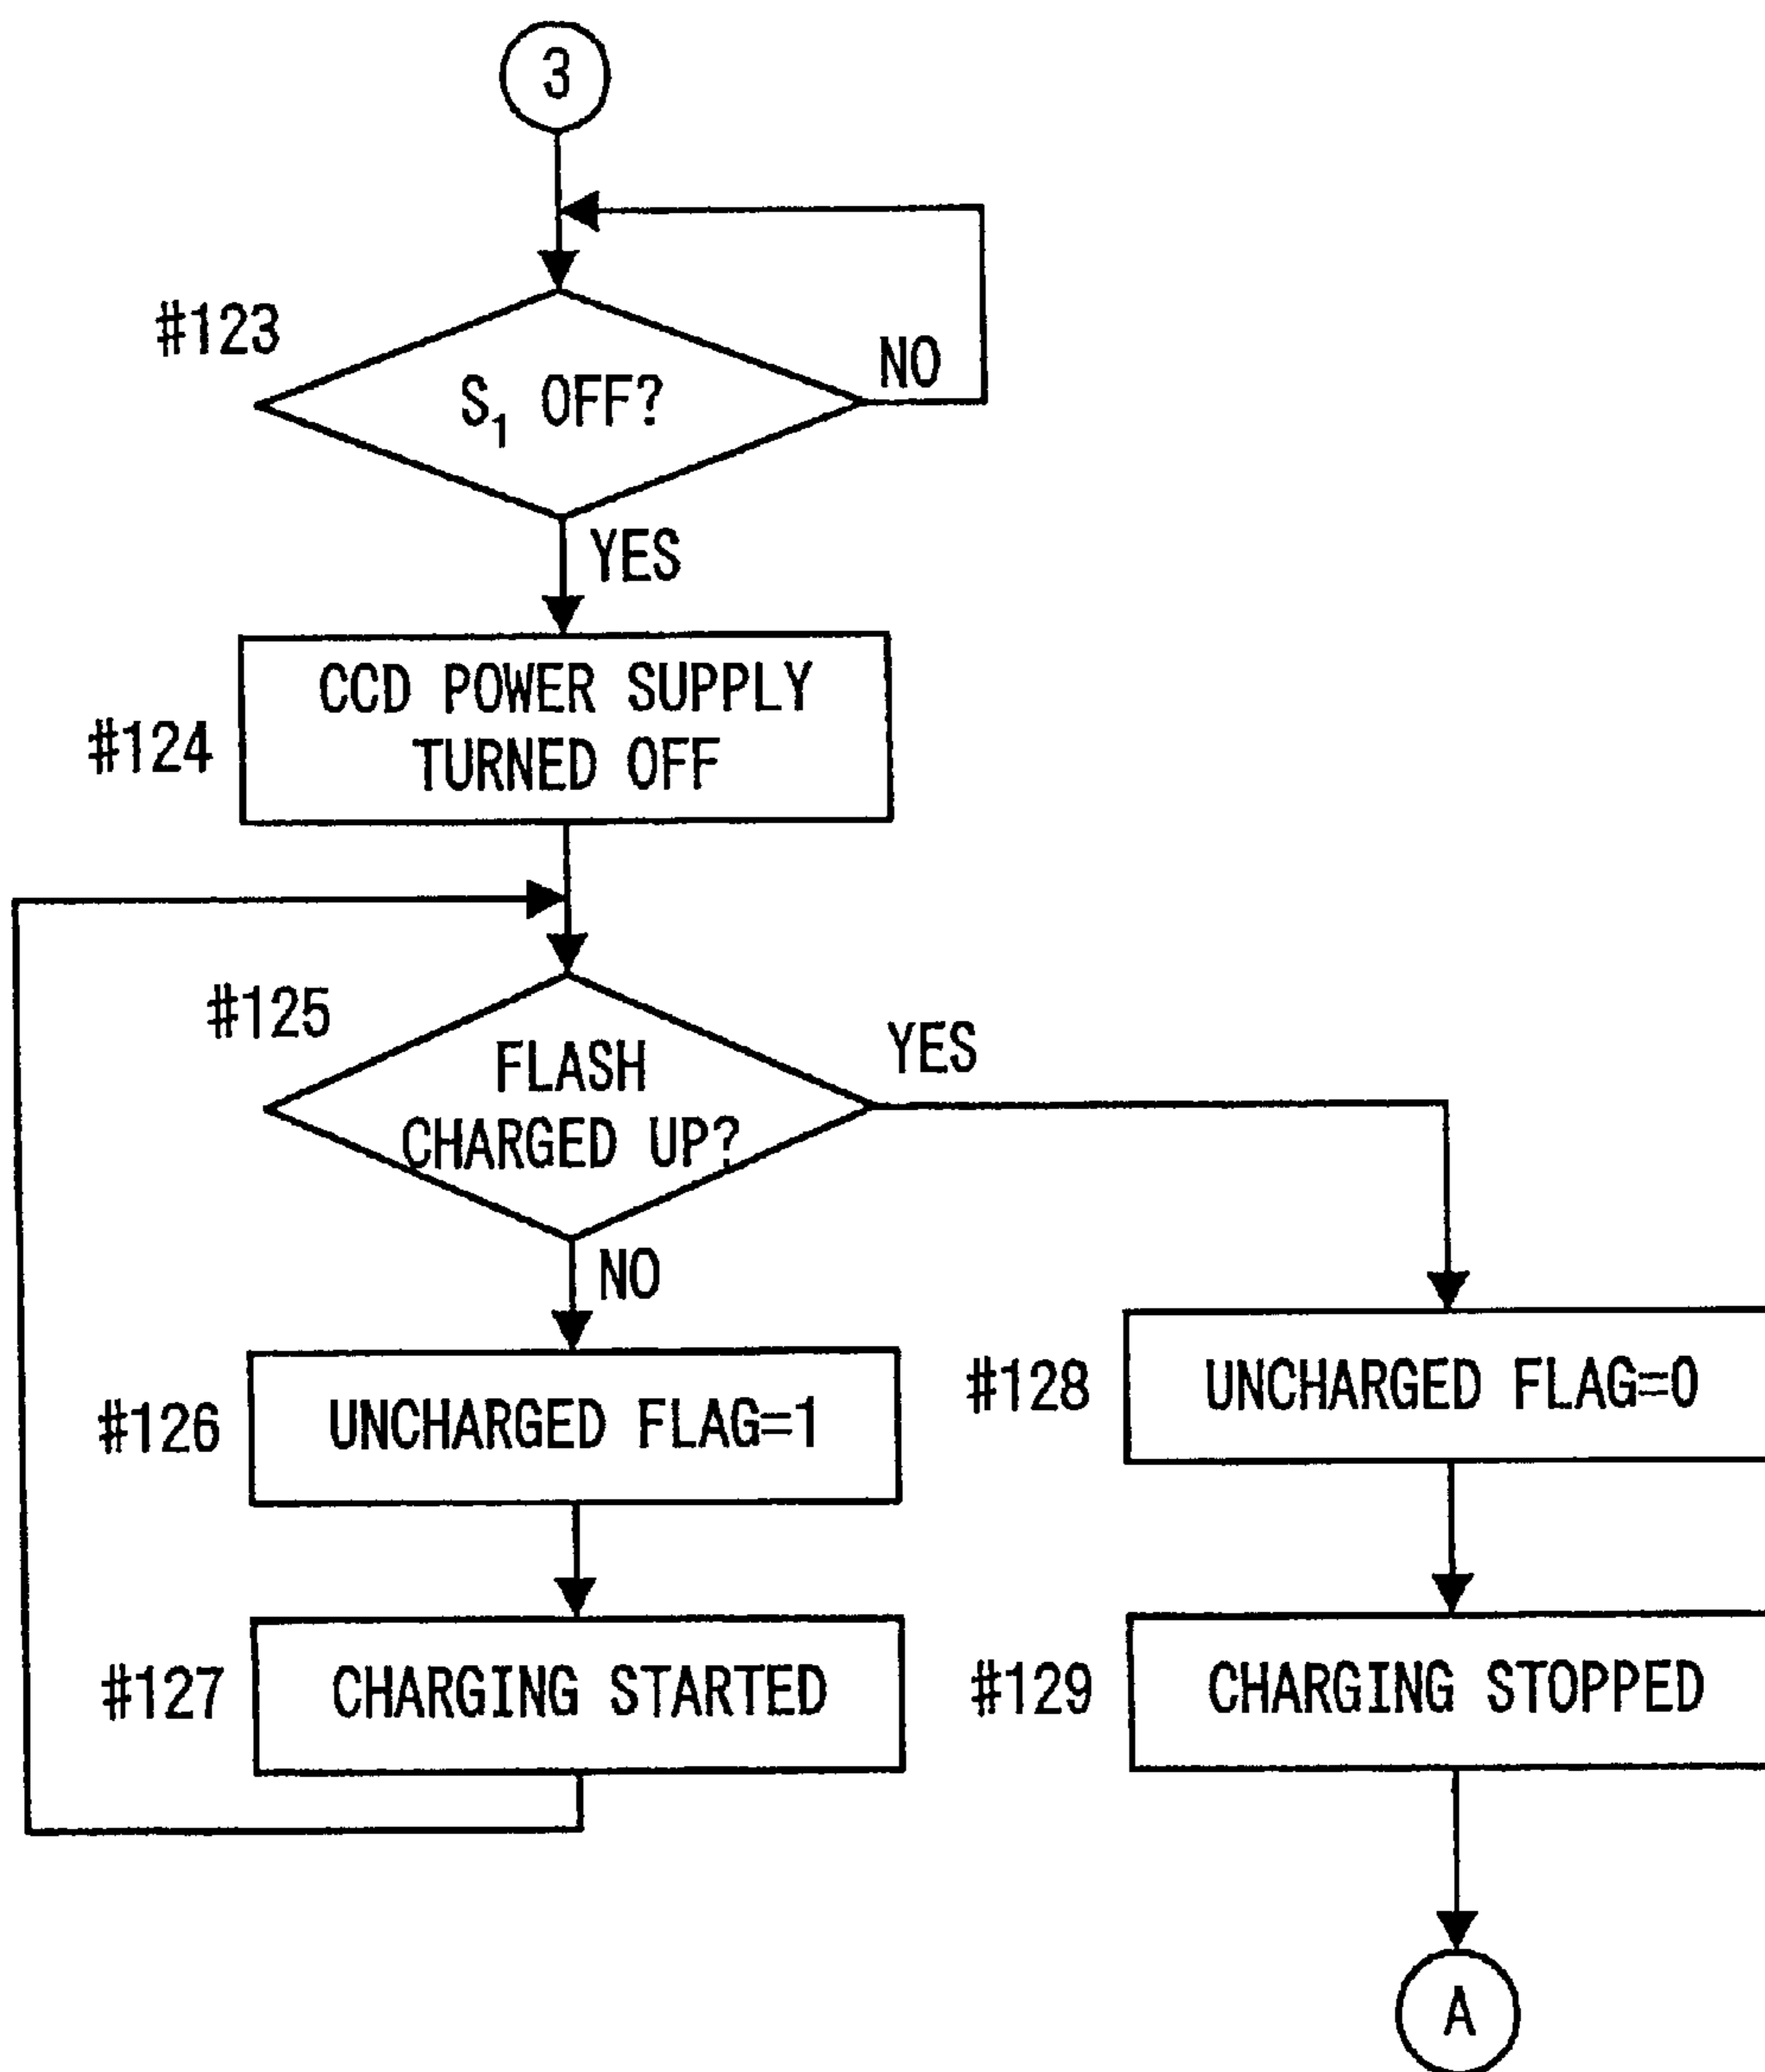 3
#123
S₁ OFF?
NO
YES
#124
CCD POWER SUPPLY
TURNED OFF
#125
FLASH
CHARGED UP?
YES
NO
#126
UNCHARGED FLAG=1
#128
UNCHARGED FLAG=0
#127
CHARGING STARTED
#129
CHARGING STOPPED
A